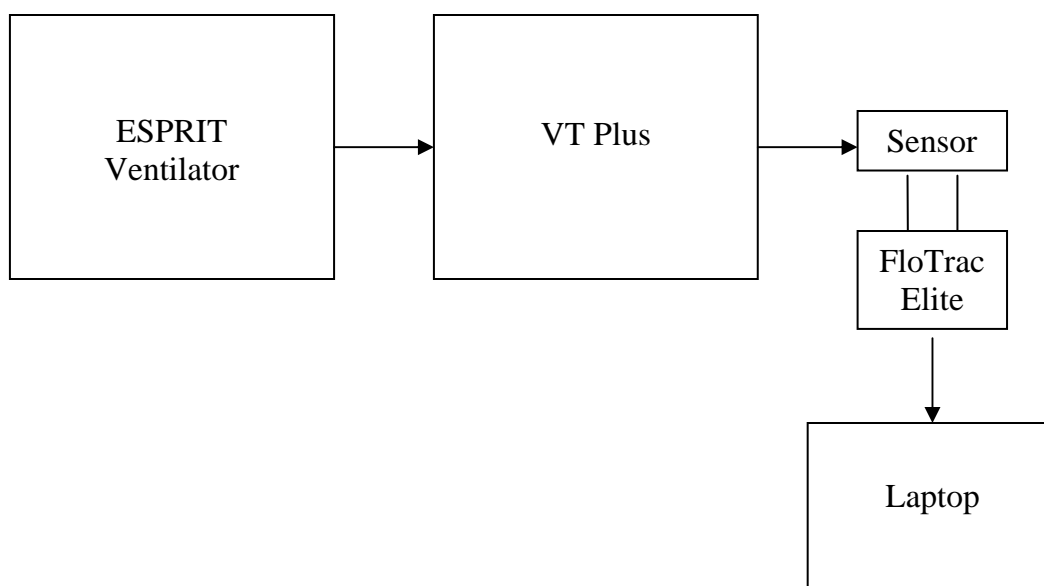 ESPRIT
Ventilator
VT Plus
Sensor
FloTrac
Elite
Laptop